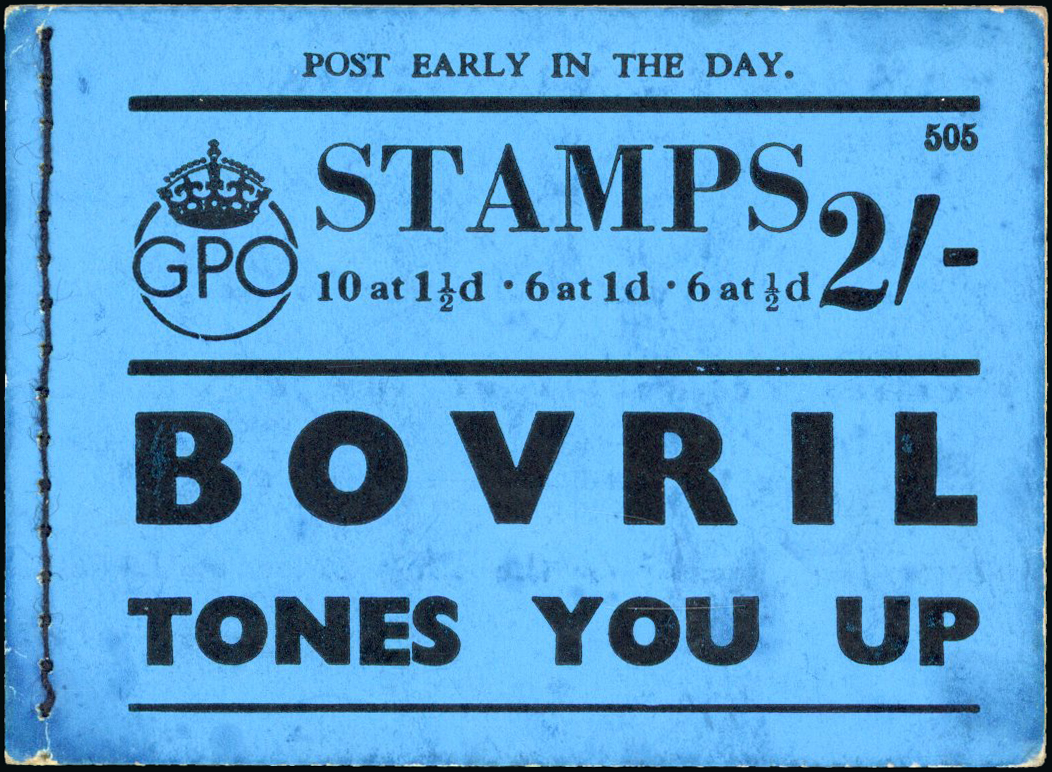 POST EARLY IN THE DAY.
505
STAMPS 2/-
GPO
10 at 1½d · 6 at 1d · 6 at ½d
BOVRIL
TONES YOU UP